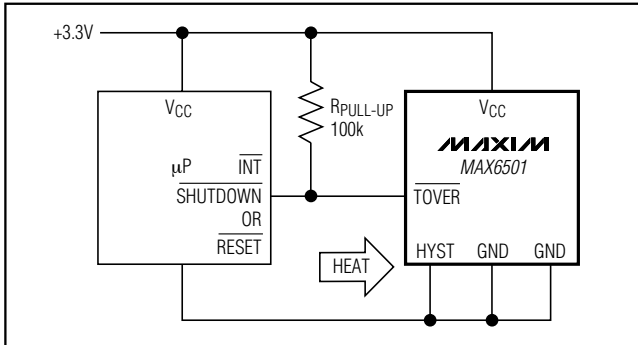 +3.3V
VCC
RPULL-UP
100k
VCC
MAXIM
MAX6501
µP
INT
SHUTDOWN
OR
RESET
TOVER
HEAT
HYST GND GND